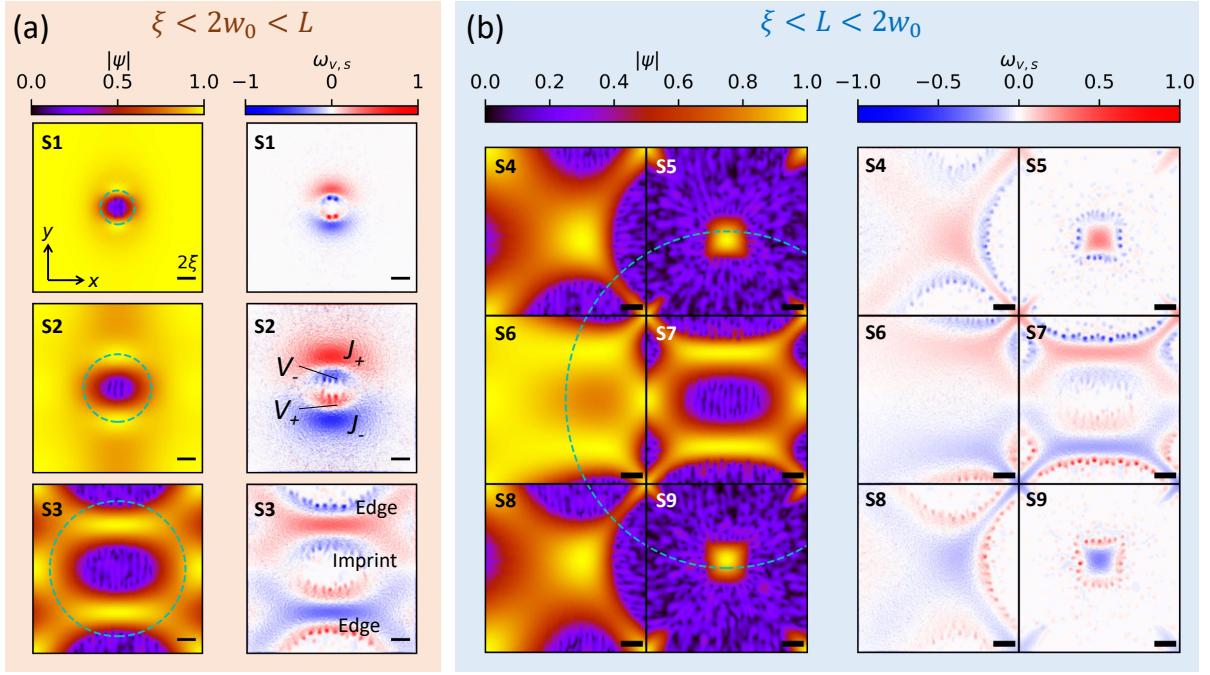 (a) ξ < 2w₀ < L
|ψ| ω_{v,s}
0.0 0.5 1.0 −1 0 1
S1 S1
y
x
2ξ
S2 S2
J₊
V₋
V₊
J₋
S3 S3
Edge
Imprint
Edge
(b) ξ < L < 2w₀
|ψ| ω_{v,s}
0.0 0.2 0.4 0.6 0.8 1.0 −1.0 −0.5 0.0 0.5 1.0
S4 S5 S4 S5
S6 S7 S6 S7
S8 S9 S8 S9